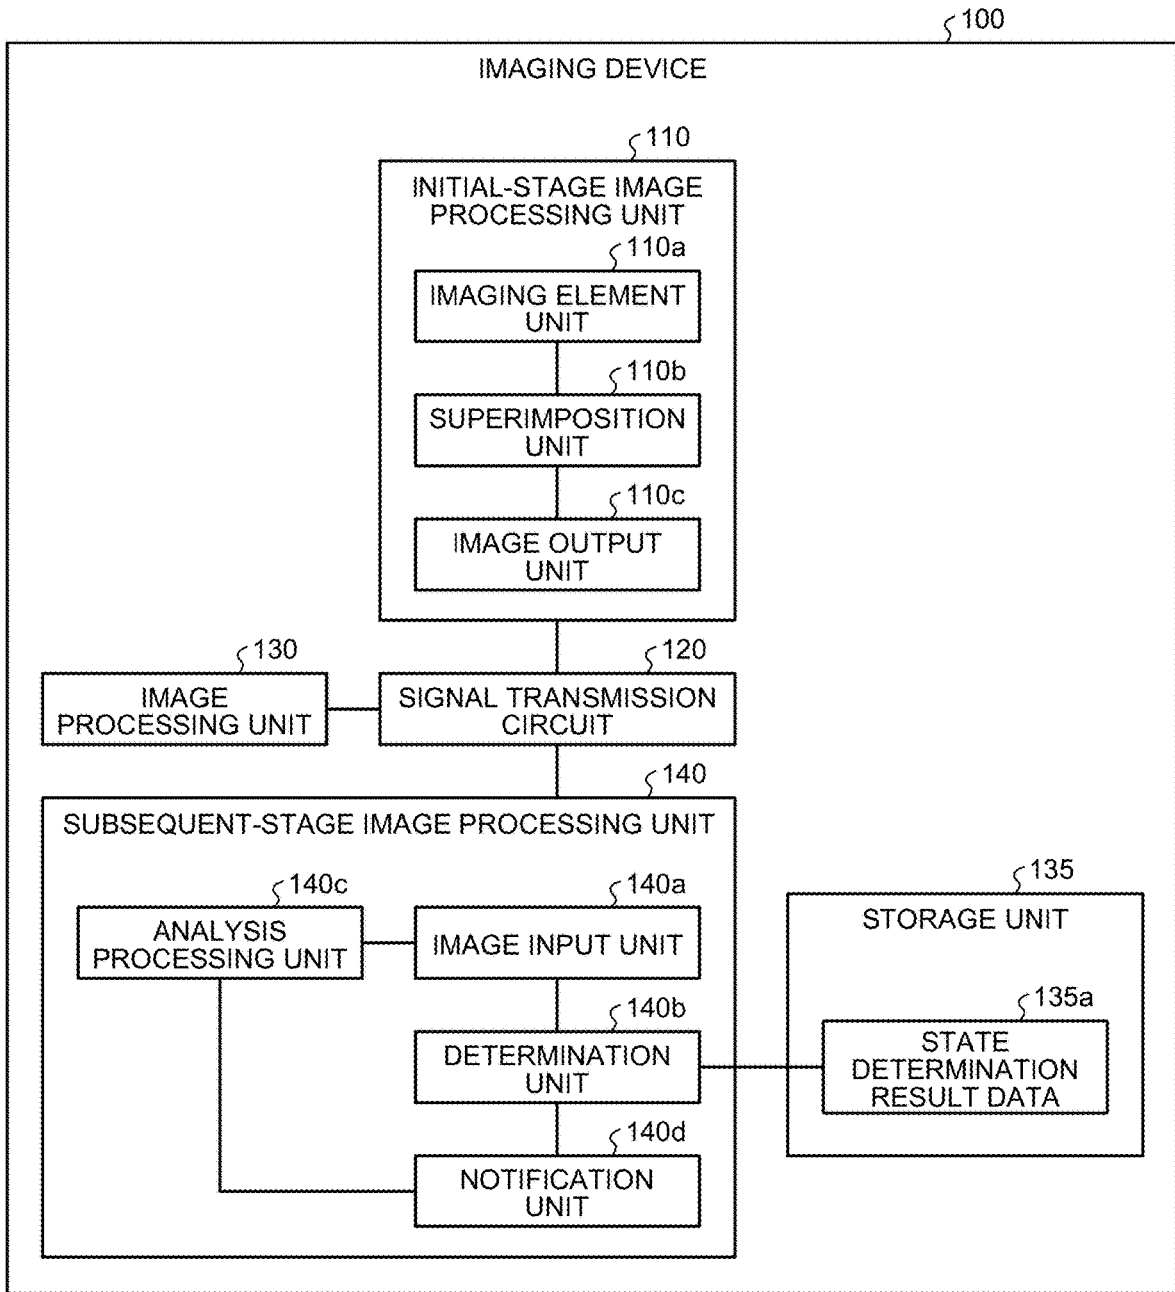 100
IMAGING DEVICE
110
INITIAL-STAGE IMAGE
PROCESSING UNIT
110a
IMAGING ELEMENT
UNIT
110b
SUPERIMPOSITION
UNIT
110c
IMAGE OUTPUT
UNIT
130
IMAGE
PROCESSING UNIT
120
SIGNAL TRANSMISSION
CIRCUIT
140
SUBSEQUENT-STAGE IMAGE PROCESSING UNIT
140c
ANALYSIS
PROCESSING UNIT
140a
IMAGE INPUT UNIT
140b
DETERMINATION
UNIT
140d
NOTIFICATION
UNIT
135
STORAGE UNIT
135a
STATE
DETERMINATION
RESULT DATA